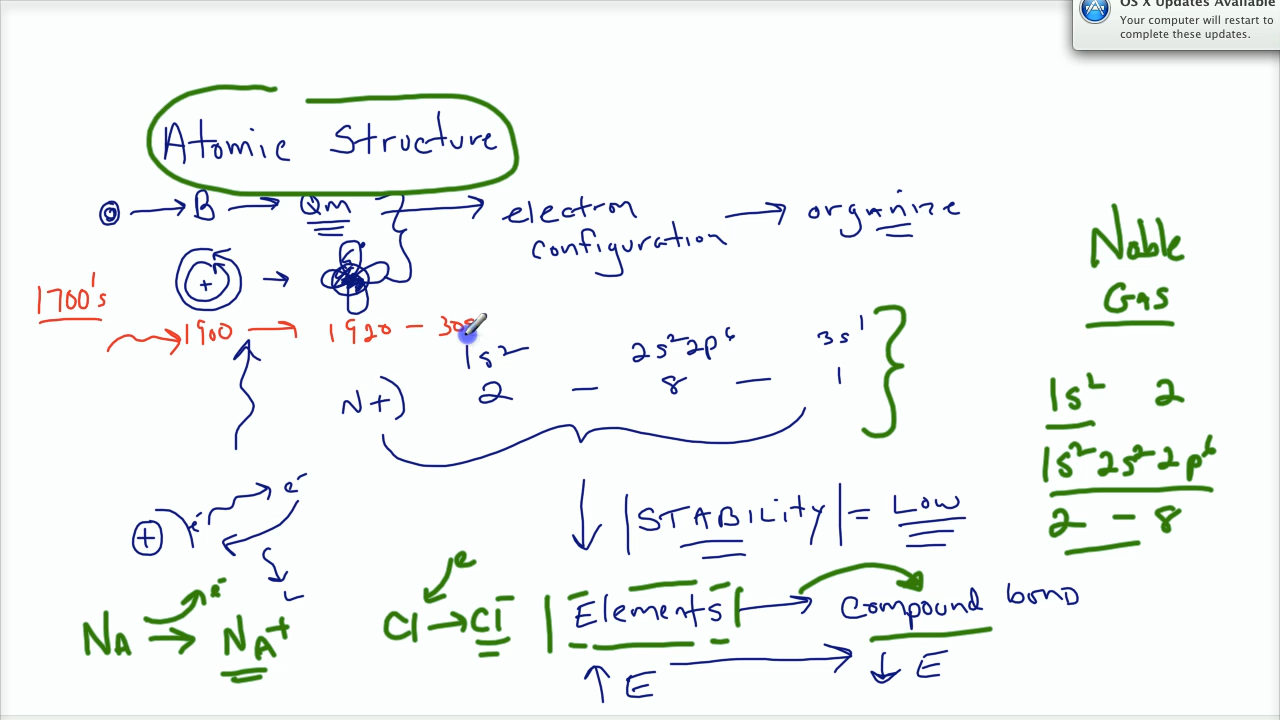 OS X Updates Available
Your computer will restart to
complete these updates.
Atomic Structure
B QM electron configuration organize
+
1700's
1900 1920 - 30s
1s² 2s²2p⁶ 3s¹
N+) 2 - 8 - 1
Noble
Gas
1s² 2
1s²2s²2p⁶
2 - 8
+ e⁻ e⁻
↓ |STABILITY| = Low
NA → NA+ e⁻
Cl → Cl⁻ e
Elements → Compound bond
↑ E → ↓ E